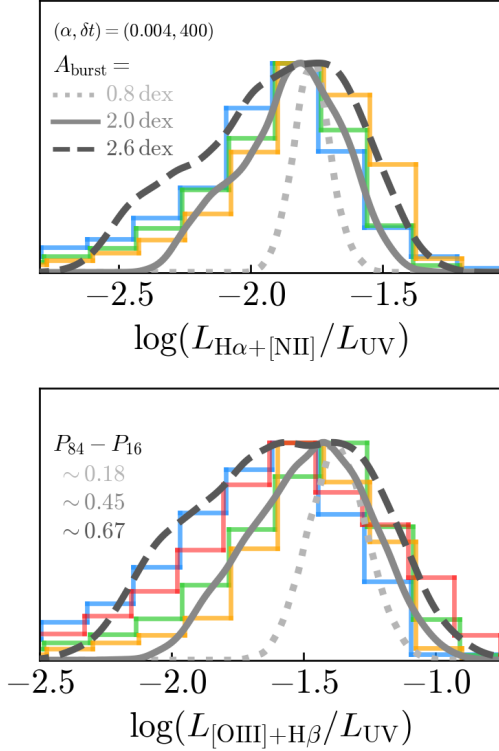 (α, δt) = (0.004, 400)
A_burst =
0.8 dex
2.0 dex
2.6 dex
−2.5 −2.0 −1.5
log(L_Hα+[NII]/L_UV)
P_84 − P_16
∼ 0.18
∼ 0.45
∼ 0.67
−2.5 −2.0 −1.5 −1.0
log(L_[OIII]+Hβ/L_UV)